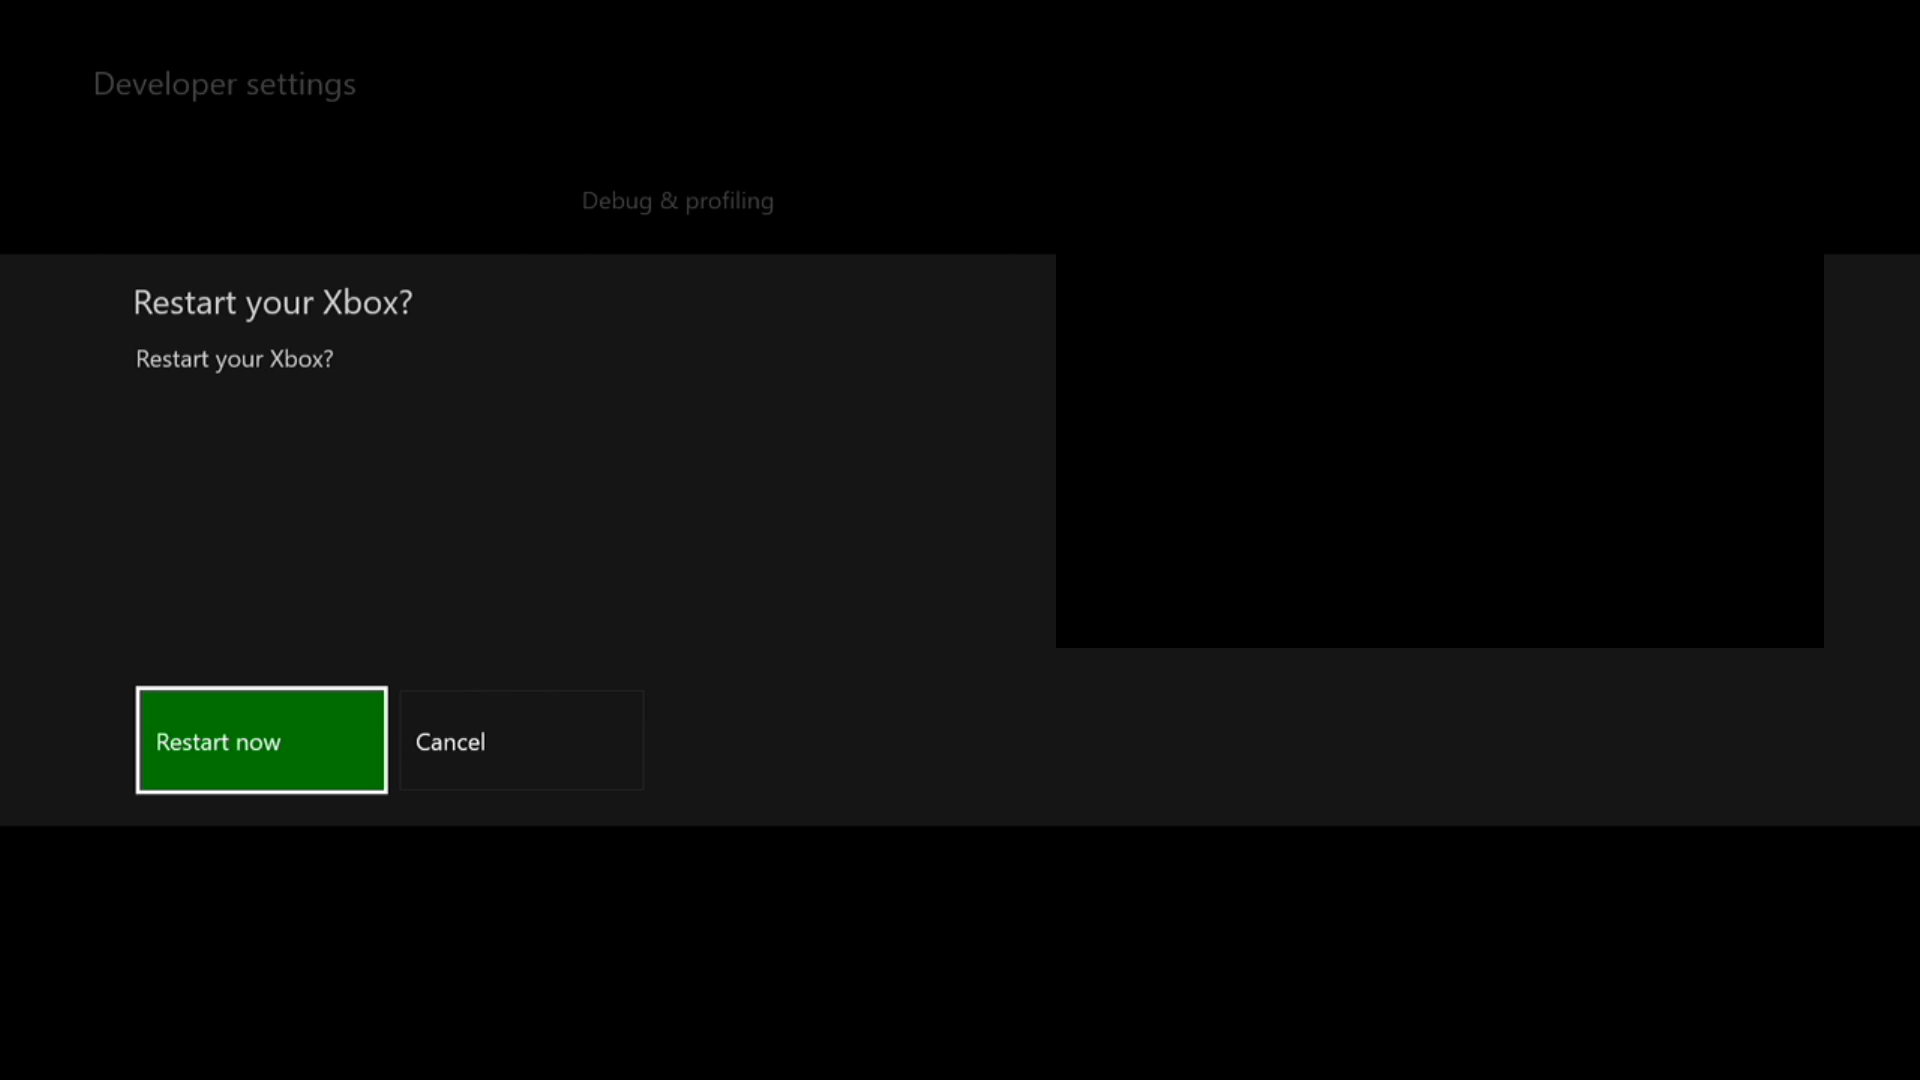 Developer settings
Debug & profiling
Restart your Xbox?
Restart your Xbox?
Restart now
Cancel